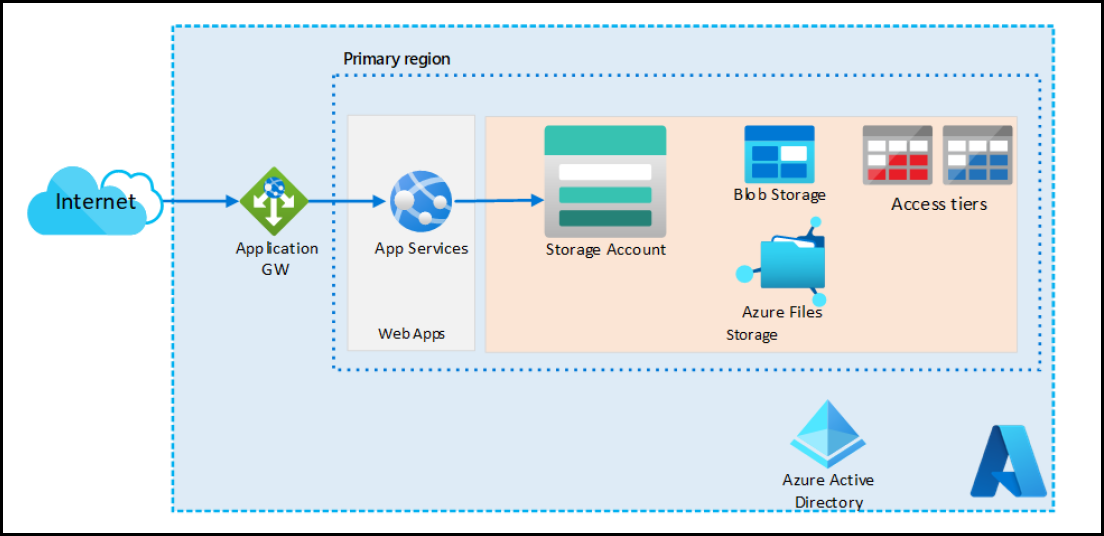 Primary region
Internet
Application
GW
App Services
Web Apps
Storage Account
Blob Storage
Access tiers
Azure Files
Storage
Azure Active
Directory